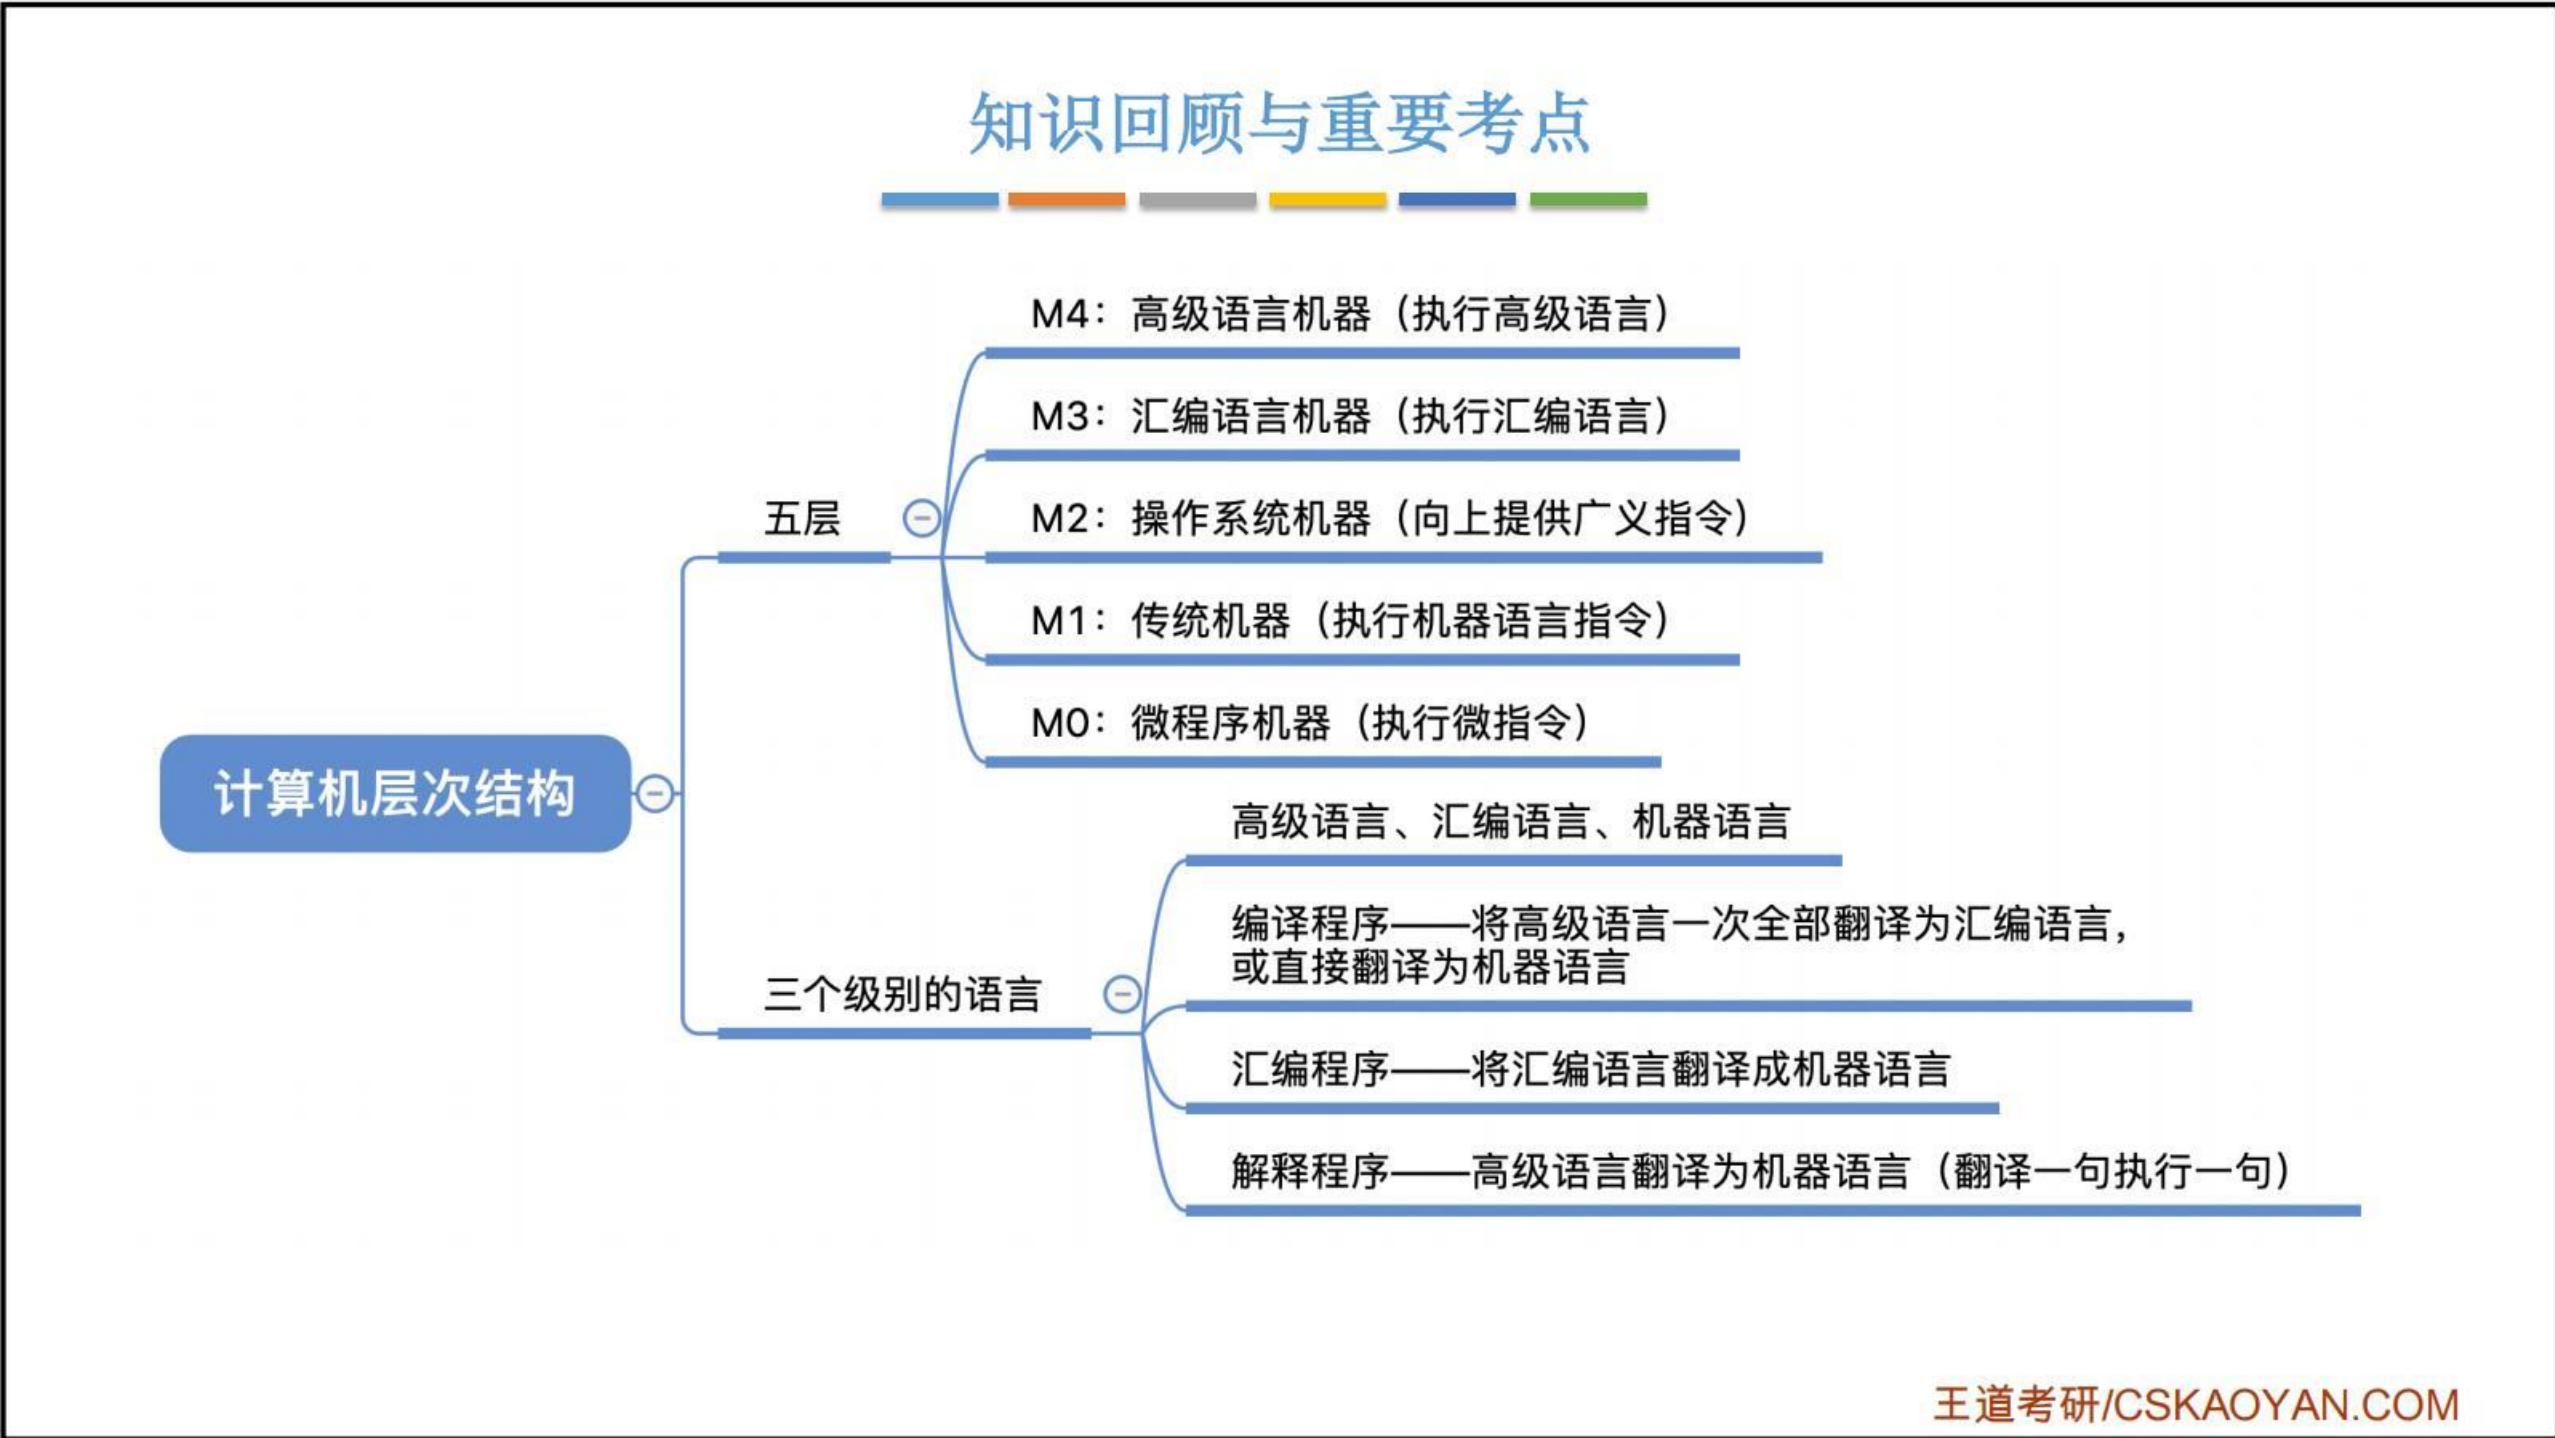 知识回顾与重要考点
M4：高级语言机器（执行高级语言）
M3：汇编语言机器（执行汇编语言）
五层
M2：操作系统机器（向上提供广义指令）
M1：传统机器（执行机器语言指令）
M0：微程序机器（执行微指令）
计算机层次结构
高级语言、汇编语言、机器语言
编译程序——将高级语言一次全部翻译为汇编语言，
或直接翻译为机器语言
三个级别的语言
汇编程序——将汇编语言翻译成机器语言
解释程序——高级语言翻译为机器语言（翻译一句执行一句）
王道考研/CSKAOYAN.COM